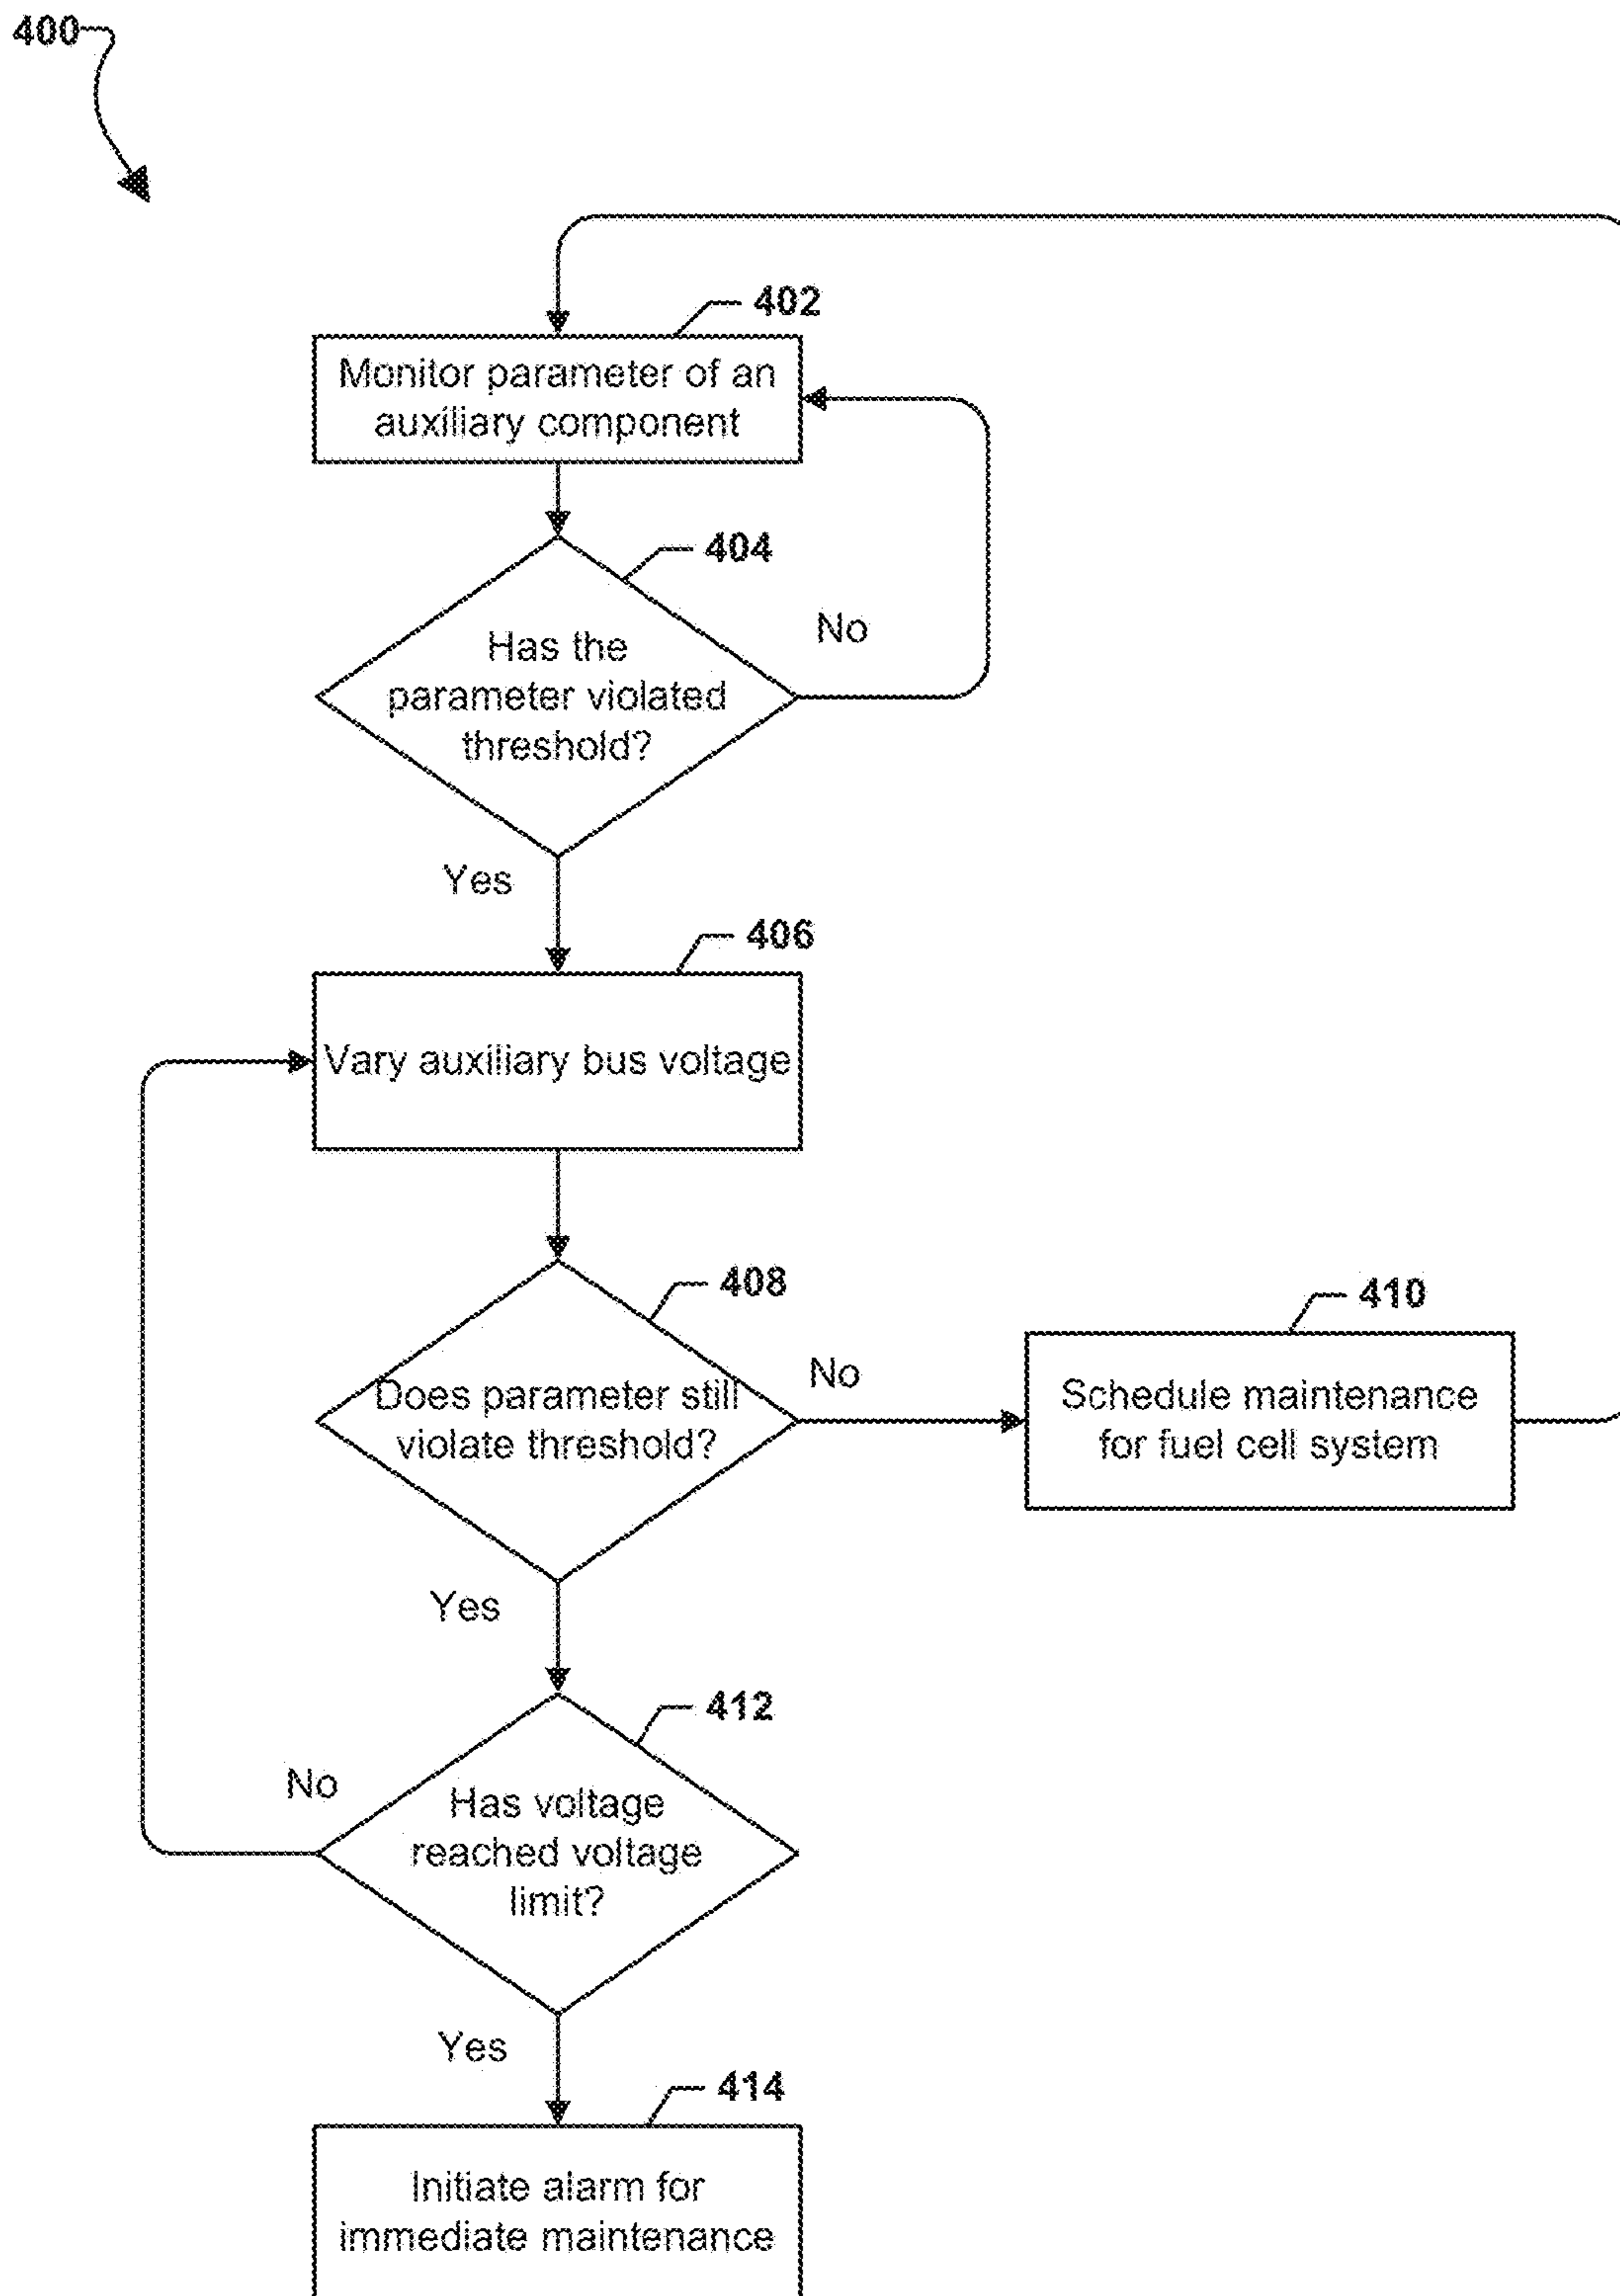 400
402
Monitor parameter of an
auxiliary component
404
No
Has the
parameter violated
threshold?
Yes
406
Vary auxiliary bus voltage
408
410
No
Does parameter still
violate threshold?
Schedule maintenance
for fuel cell system
Yes
412
No
Has voltage
reached voltage
limit?
Yes
414
Initiate alarm for
immediate maintenance